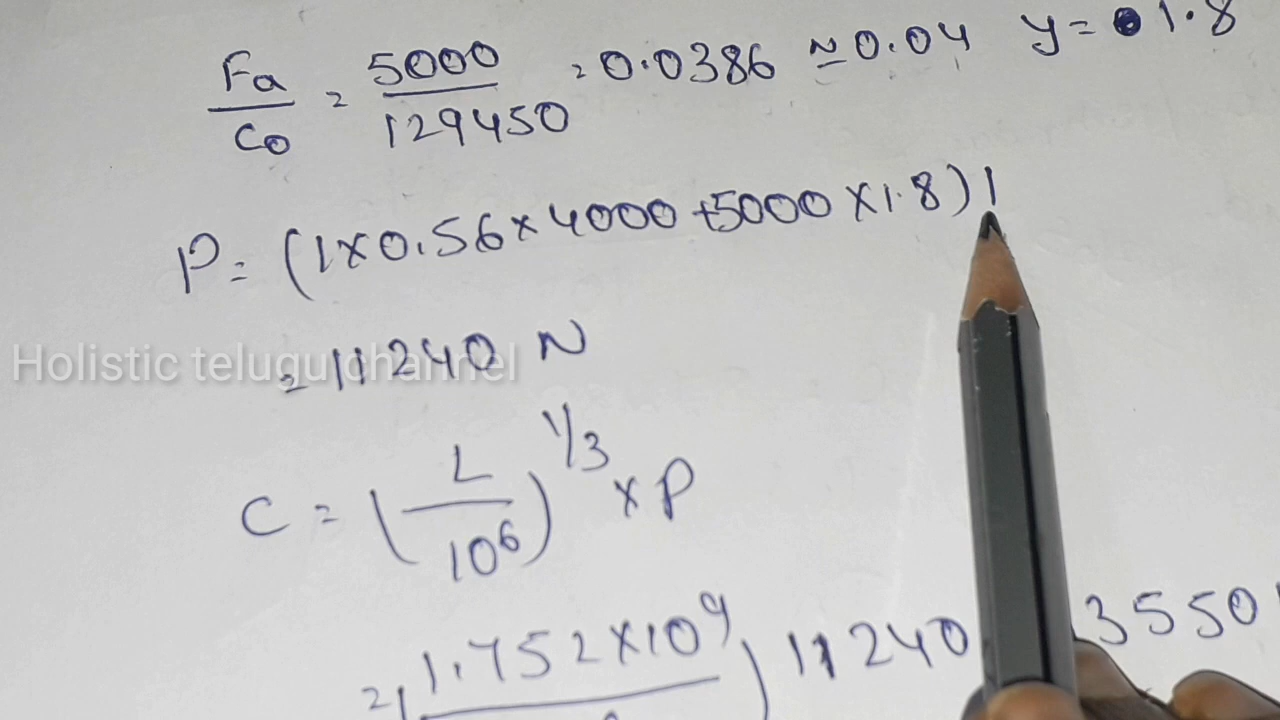 Fa/Co = 5000/129450 = 0.0386 ≈ 0.04 y = 1.8
P = (1×0.56×4000+5000×1.8)1
= 11240 N
Holistic telugu channel
C = (L/10⁶)^1/3 × P
= (1.752×10⁹ ) 11240 3550